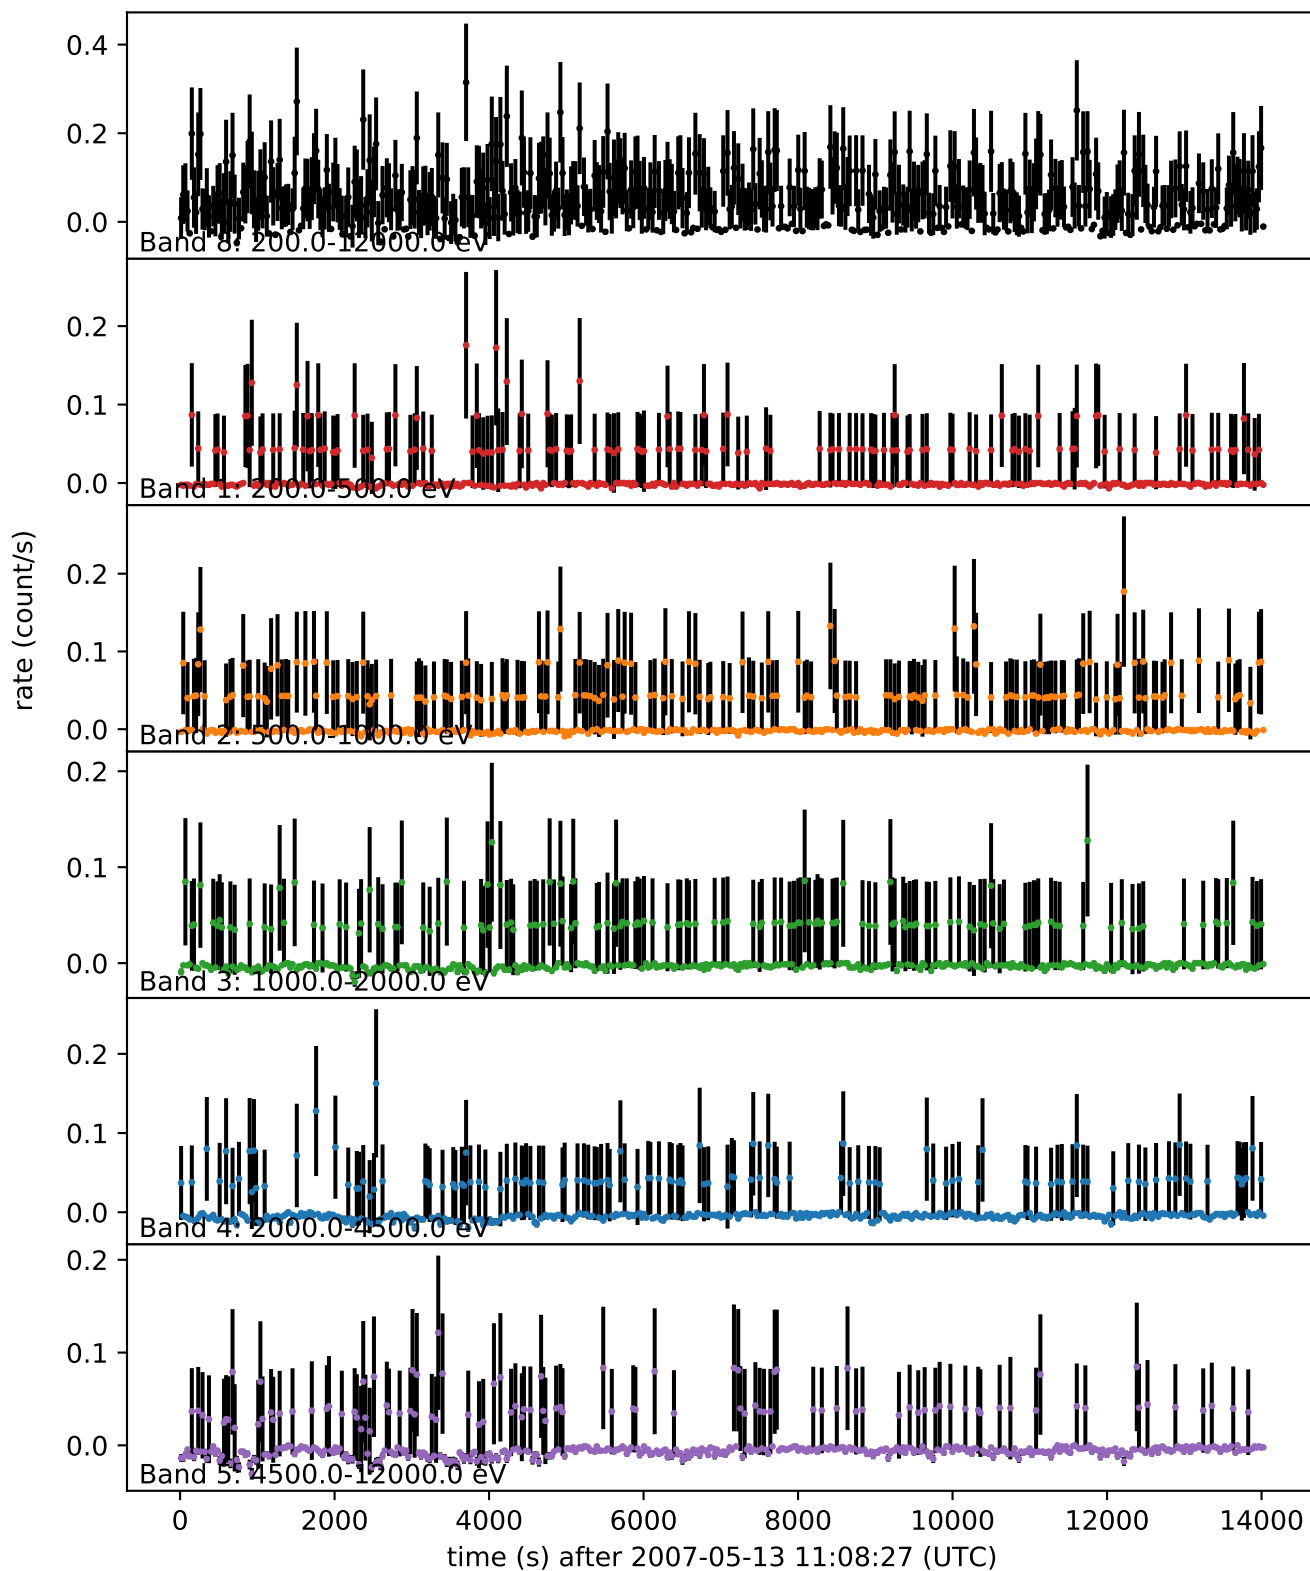 0.4
0.2
0.0
Band 8: 200.0-12000.0 eV
0.2
0.1
0.0
Band 1: 200.0-500.0 eV
rate (count/s)
0.2
0.1
0.0
Band 2: 500.0-1000.0 eV
0.2
0.1
0.0
Band 3: 1000.0-2000.0 eV
0.2
0.1
0.0
Band 4: 2000.0-4500.0 eV
0.2
0.1
0.0
Band 5: 4500.0-12000.0 eV
0 2000 4000 6000 8000 10000 12000 14000
time (s) after 2007-05-13 11:08:27 (UTC)